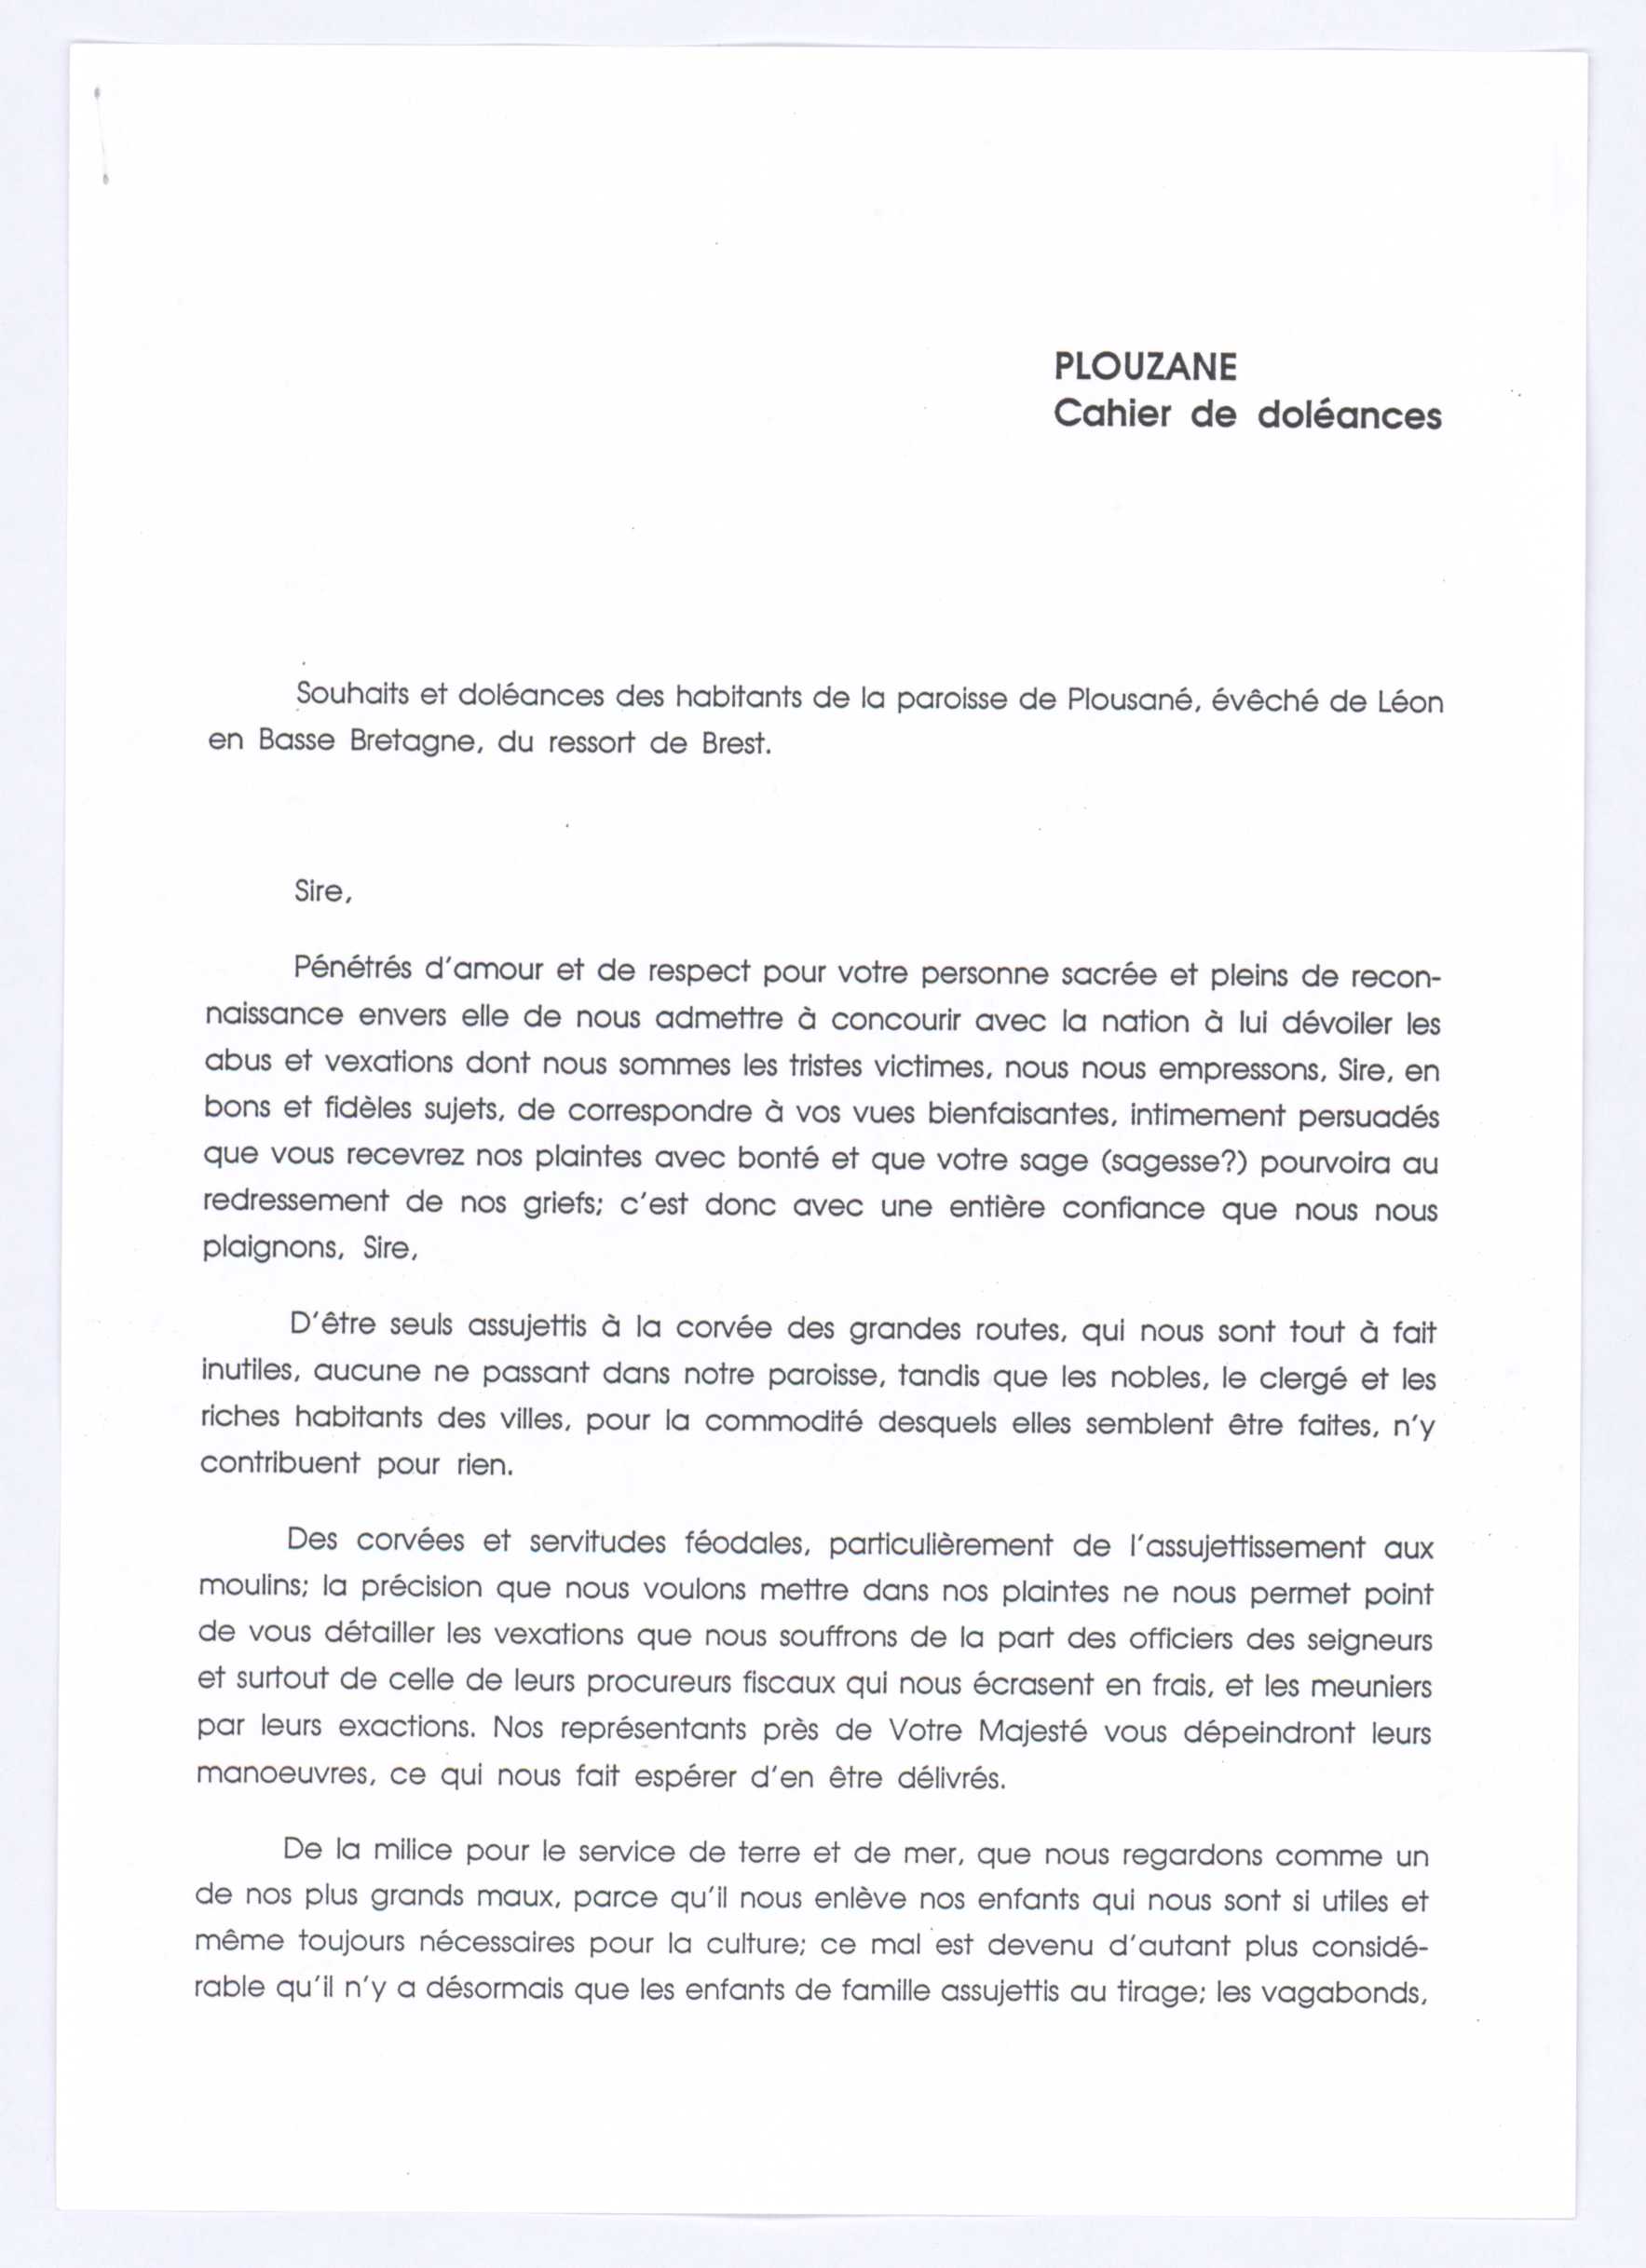 PLOUZANE
Cahier de doléances
Souhaits et doléances des habitants de la paroisse de Plousané, évêché de Léon
en Basse Bretagne, du ressort de Brest.
Sire,
Pénétrés d'amour et de respect pour votre personne sacrée et pleins de recon-
naissance envers elle de nous admettre à concourir avec la nation à lui dévoiler les
abus et vexations dont nous sommes les tristes victimes, nous nous empressons, Sire, en
bons et fidèles sujets, de correspondre à vos vues bienfaisantes, intimement persuadés
que vous recevrez nos plaintes avec bonté et que votre sage (sagesse?) pourvoira au
redressement de nos griefs; c'est donc avec une entière confiance que nous nous
plaignons, Sire,
D'être seuls assujettis à la corvée des grandes routes, qui nous sont tout à fait
inutiles, aucune ne passant dans notre paroisse, tandis que les nobles, le clergé et les
riches habitants des villes, pour la commodité desquels elles semblent être faites, n'y
contribuent pour rien.
Des corvées et servitudes féodales, particulièrement de l'assujettissement aux
moulins; la précision que nous voulons mettre dans nos plaintes ne nous permet point
de vous détailler les vexations que nous souffrons de la part des officiers des seigneurs
et surtout de celle de leurs procureurs fiscaux qui nous écrasent en frais, et les meuniers
par leurs exactions. Nos représentants près de Votre Majesté vous dépeindront leurs
manoeuvres, ce qui nous fait espérer d'en être délivrés.
De la milice pour le service de terre et de mer, que nous regardons comme un
de nos plus grands maux, parce qu'il nous enlève nos enfants qui nous sont si utiles et
même toujours nécessaires pour la culture; ce mal est devenu d'autant plus considé-
rable qu'il n'y a désormais que les enfants de famille assujettis au tirage; les vagabonds,